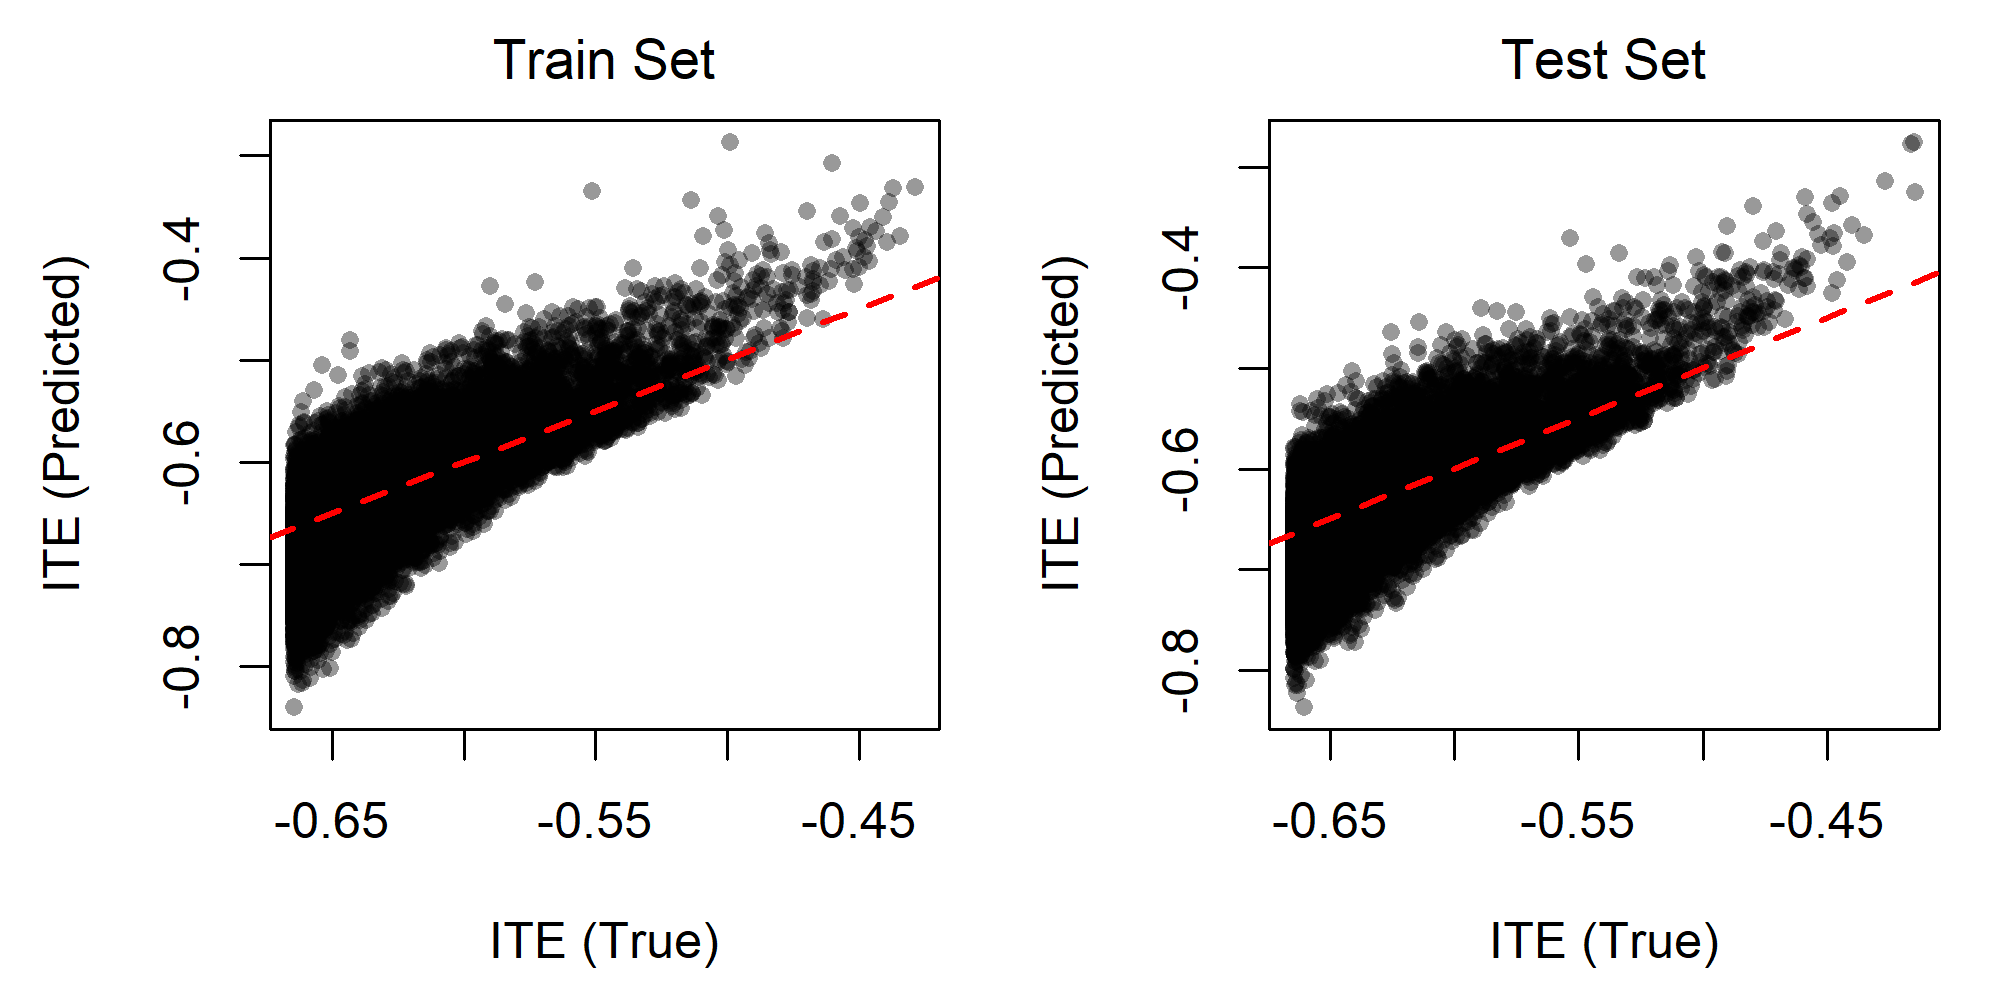 Train Set
ITE (Predicted)
-0.4
-0.6
-0.8
-0.65 -0.55 -0.45
ITE (True)
Test Set
ITE (Predicted)
-0.4
-0.6
-0.8
-0.65 -0.55 -0.45
ITE (True)